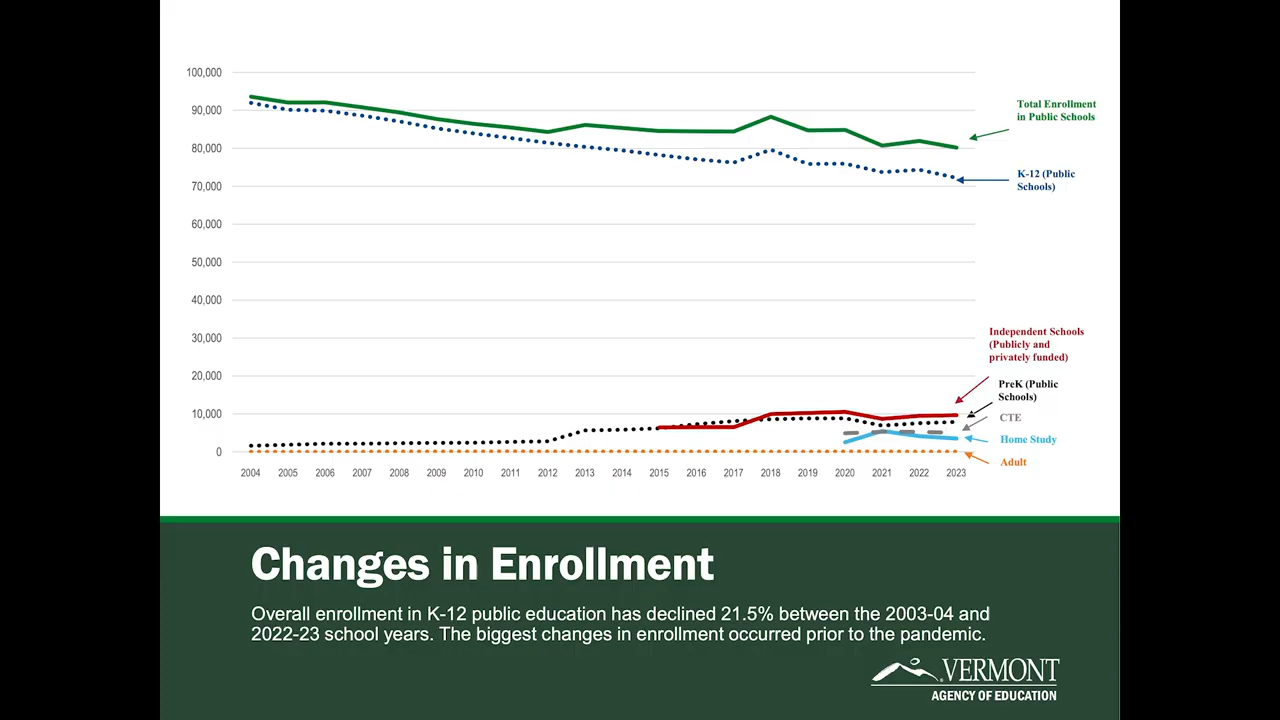 100,000
90,000
80,000
70,000
60,000
50,000
40,000
30,000
20,000
10,000
0
2004 2005 2006 2007 2008 2009 2010 2011 2012 2013 2014 2015 2016 2017 2018 2019 2020 2021 2022 2023
Total Enrollment
in Public Schools
K-12 (Public
Schools)
Independent Schools
(Publicly and
privately funded)
PreK (Public
Schools)
CTE
Home Study
Adult
Changes in Enrollment
Overall enrollment in K-12 public education has declined 21.5% between the 2003-04 and
2022-23 school years. The biggest changes in enrollment occurred prior to the pandemic.
VERMONT
AGENCY OF EDUCATION